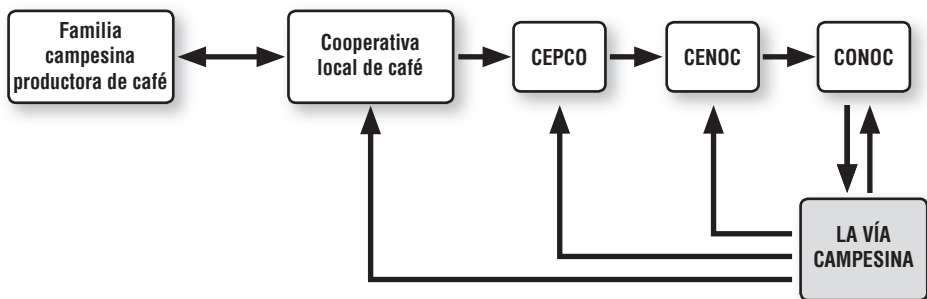 Familia
campesina
productora de café
Cooperativa
local de café
CEPCO
CENOC
CONOC
LA VÍA
CAMPESINA